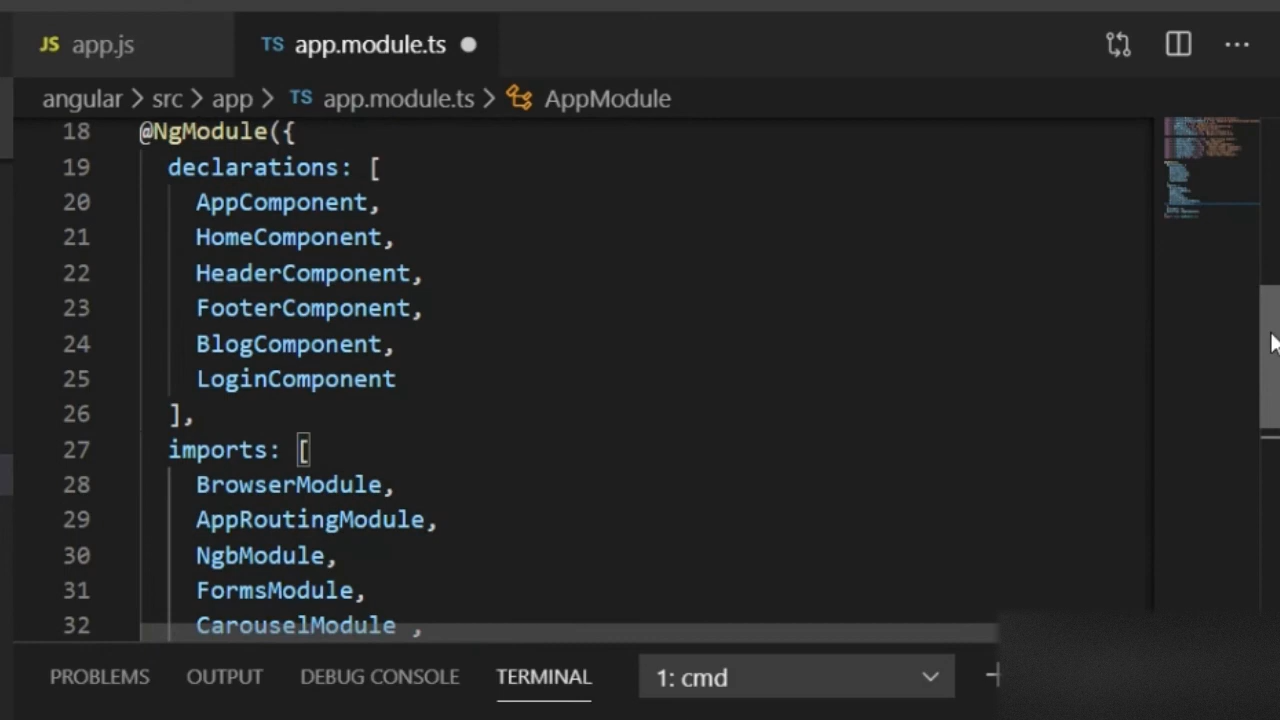 JS app.js TS app.module.ts
angular > src > app > TS app.module.ts > AppModule
18 @NgModule({
19 declarations: [
20 AppComponent,
21 HomeComponent,
22 HeaderComponent,
23 FooterComponent,
24 BlogComponent,
25 LoginComponent
26 ],
27 imports: [
28 BrowserModule,
29 AppRoutingModule,
30 NgbModule,
31 FormsModule,
32 CarouselModule ,
PROBLEMS OUTPUT DEBUG CONSOLE TERMINAL 1: cmd